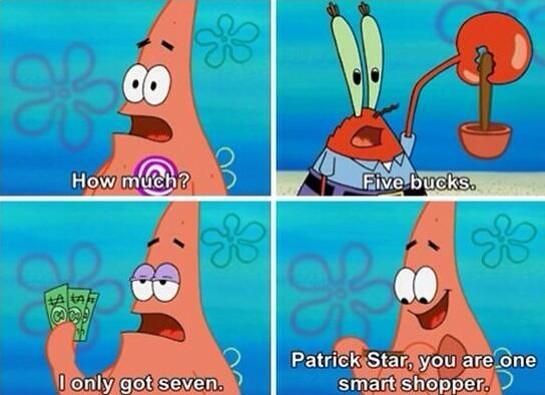 How much?
Five bucks.
I only got seven.
Patrick Star, you are one
smart shopper.